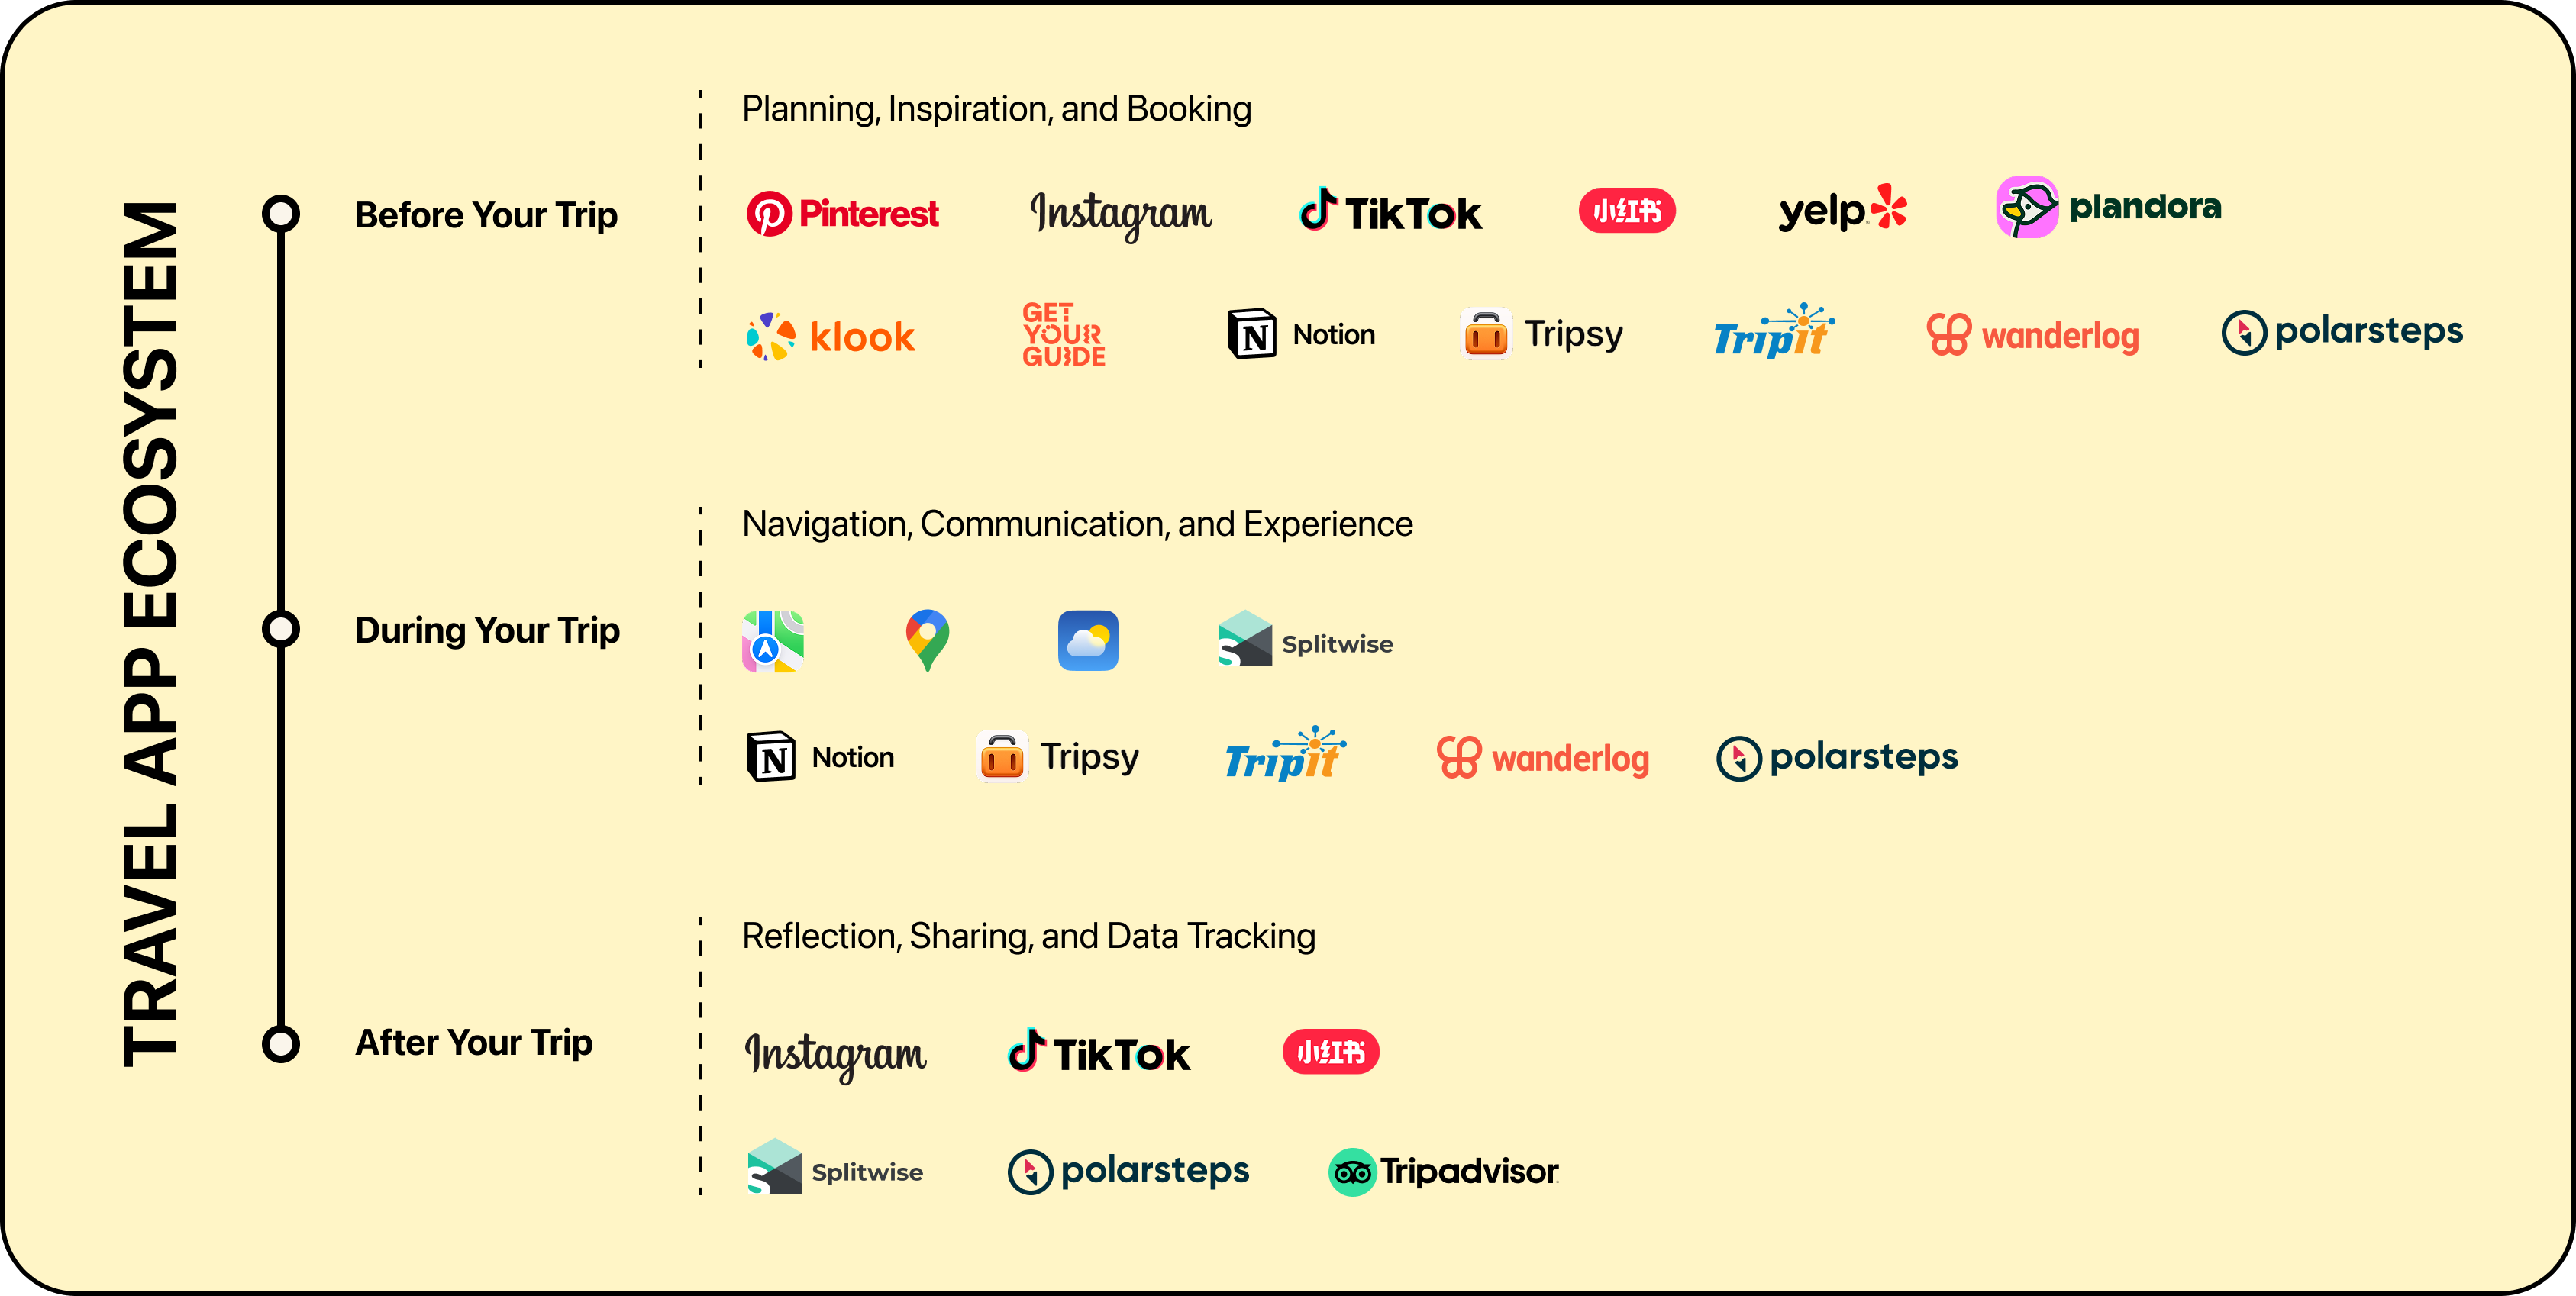 TRAVEL APP ECOSYSTEM
Before Your Trip
Planning, Inspiration, and Booking
Pinterest Instagram TikTok 小红书 yelp plandora
klook GET YOUR GUIDE N Notion Tripsy Tripit wanderlog polarsteps
During Your Trip
Navigation, Communication, and Experience
S Splitwise
N Notion Tripsy Tripit wanderlog polarsteps
After Your Trip
Reflection, Sharing, and Data Tracking
Instagram TikTok 小红书
S Splitwise polarsteps Tripadvisor